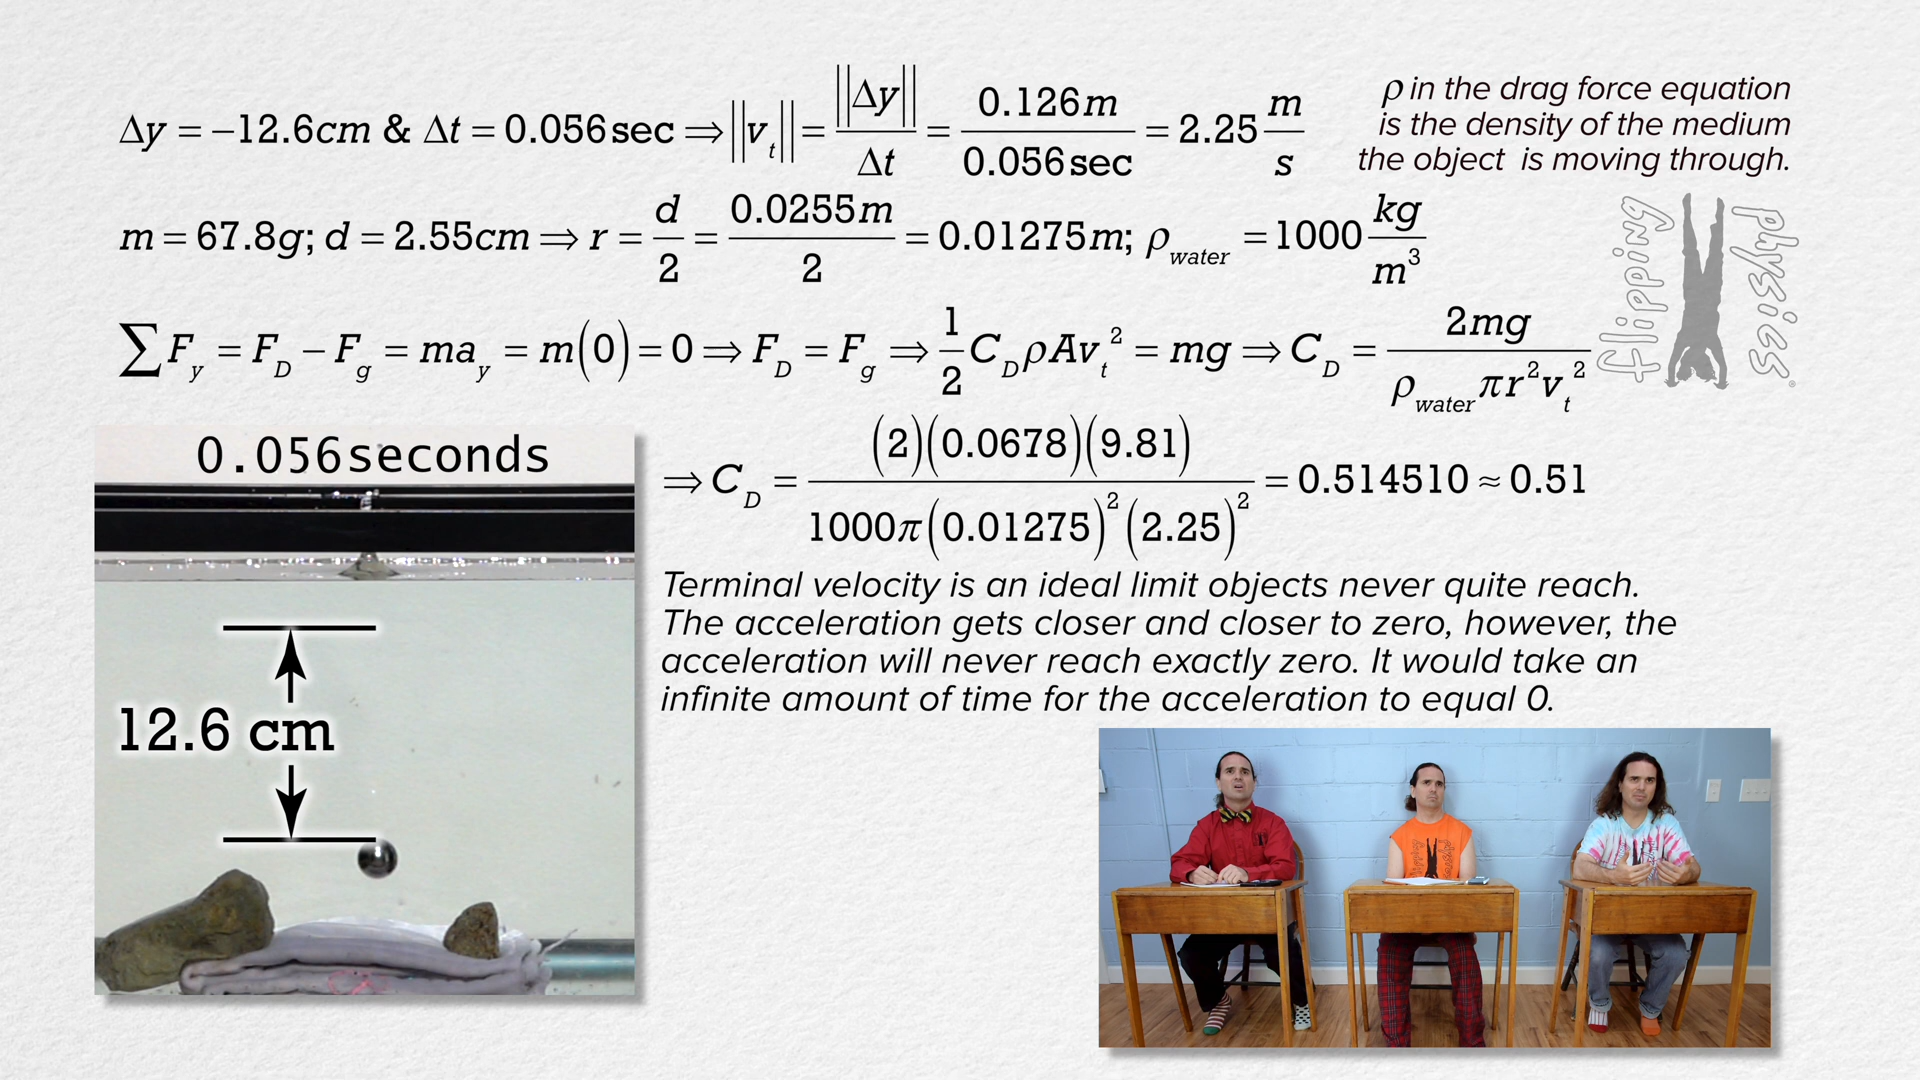 Δy = −12.6cm & Δt = 0.056sec ⇒ ||v_t|| = ||Δy||/Δt = 0.126m/0.056sec = 2.25 m/s
ρ in the drag force equation
is the density of the medium
the object is moving through.
m = 67.8g; d = 2.55cm ⇒ r = d/2 = 0.0255m/2 = 0.01275m; ρ_water = 1000 kg/m³
flipping physics
∑F_y = F_D − F_g = ma_y = m(0) = 0 ⇒ F_D = F_g ⇒ 1/2 C_D ρAv_t² = mg ⇒ C_D = 2mg/ρ_water πr²v_t²
0.056seconds
⇒ C_D = (2)(0.0678)(9.81)/1000π(0.01275)²(2.25)² = 0.514510 ≈ 0.51
Terminal velocity is an ideal limit objects never quite reach.
The acceleration gets closer and closer to zero, however, the
acceleration will never reach exactly zero. It would take an
infinite amount of time for the acceleration to equal 0.
12.6 cm